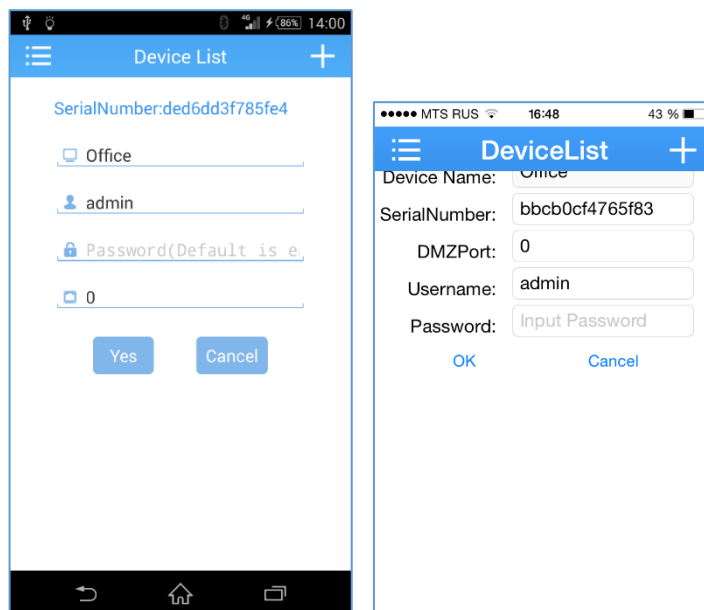 4G 86% 14:00
Device List
SerialNumber:ded6dd3f785fe4
Office
admin
Password(Default is e
0
Yes Cancel
MTS RUS 16:48 43 %
DeviceList
Device Name: Office
SerialNumber: bbcb0cf4765f83
DMZPort: 0
Username: admin
Password: Input Password
OK Cancel